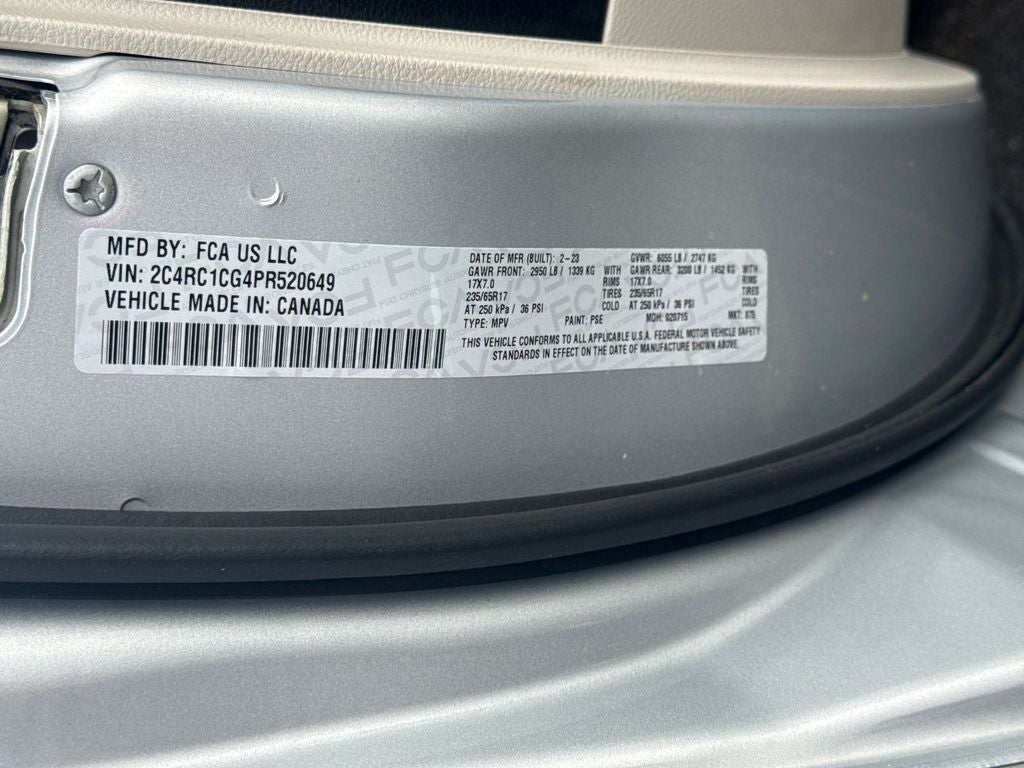 MFD BY: FCA US LLC
VIN: 2C4RC1CG4PR520649
VEHICLE MADE IN: CANADA
DATE OF MFR (BUILT): 2-23 GVWR: 6055 LB / 2747 KG
GAWR FRONT: 2950 LB / 1339 KG WITH GAWR REAR: 3200 LB / 1452 KG WITH
17X7.0 RIMS 17X7.0 RIMS
235/65R17 TIRES 235/65R17 TIRES
AT 250 kPa / 36 PSI COLD AT 250 kPa / 36 PSI COLD
TYPE: MPV PAINT: PSE MDH: 020715 MKT: 875
THIS VEHICLE CONFORMS TO ALL APPLICABLE U.S.A. FEDERAL MOTOR VEHICLE SAFETY
STANDARDS IN EFFECT ON THE DATE OF MANUFACTURE SHOWN ABOVE.